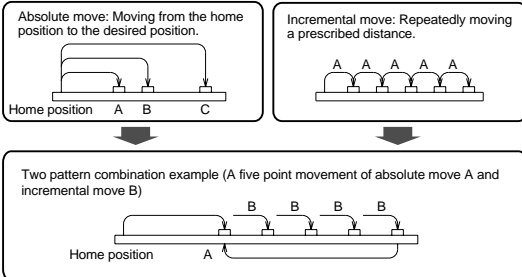 Absolute move: Moving from the home
position to the desired position.
Home position A B C
Incremental move: Repeatedly moving
a prescribed distance.
A A A A A
Two pattern combination example (A five point movement of absolute move A and
incremental move B)
B B B B
Home position A